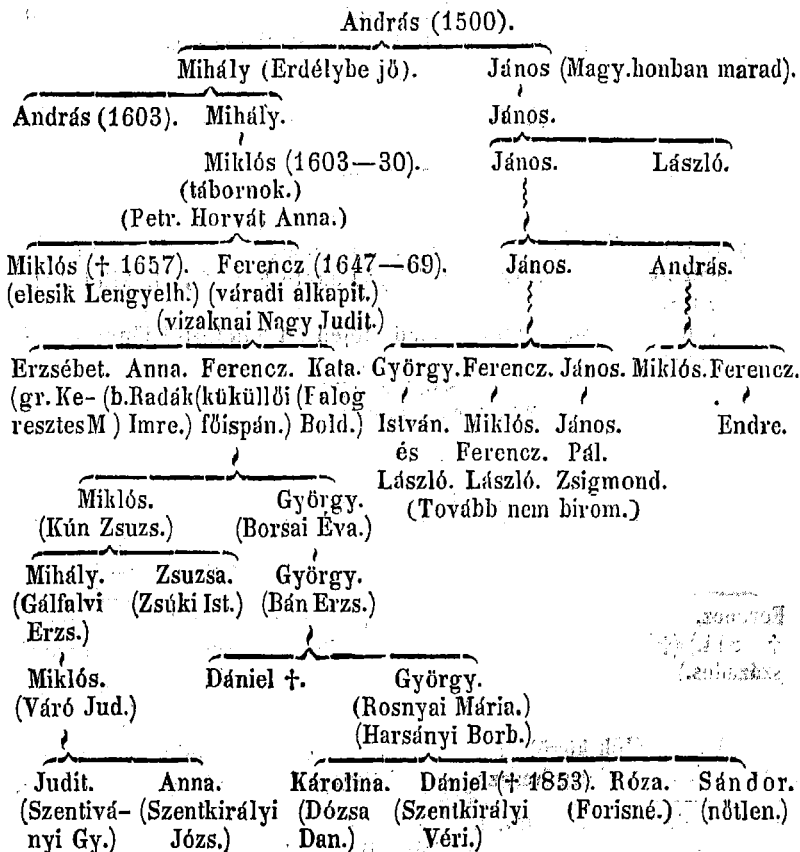 András (1500).
Mihály (Erdélybe jő). János (Magy.honban marad).
András (1603). Mihály. János.
Miklós (1603—30). János. László.
(tábornok.)
(Petr. Horvát Anna.)
Miklós († 1657). Ferencz (1647—69). János. András.
(elesik Lengyelh.) (váradi alkapit.)
(vizaknai Nagy Judit.)
Erzsébet. Anna. Ferencz. Kata. György. Ferencz. János. Miklós. Ferencz.
(gr. Ke- (b.Radák (küküllői (Falog
resztesM) Imre.) főispán.) Bold.) István. Miklós. János. Endre.
és Ferencz. Pál.
László. László. Zsigmond.
Miklós. György. (Tovább nem birom.)
(Kún Zsuzs.) (Borsai Éva.)
Mihály. Zsuzsa. György.
(Gálfalvi (Zsúki Ist.) (Bán Erzs.)
Erzs.)
Miklós. Dániel †. György.
(Váró Jud.) (Rosnyai Mária.)
(Harsányi Borb.)
Judit. Anna. Károlina. Dániel († 1853). Róza. Sándor.
(Szentivá- (Szentkirályi (Dózsa (Szentkirályi (Forisné.) (nőtlen.)
nyi Gy.) Józs.) Dan.) Véri.)